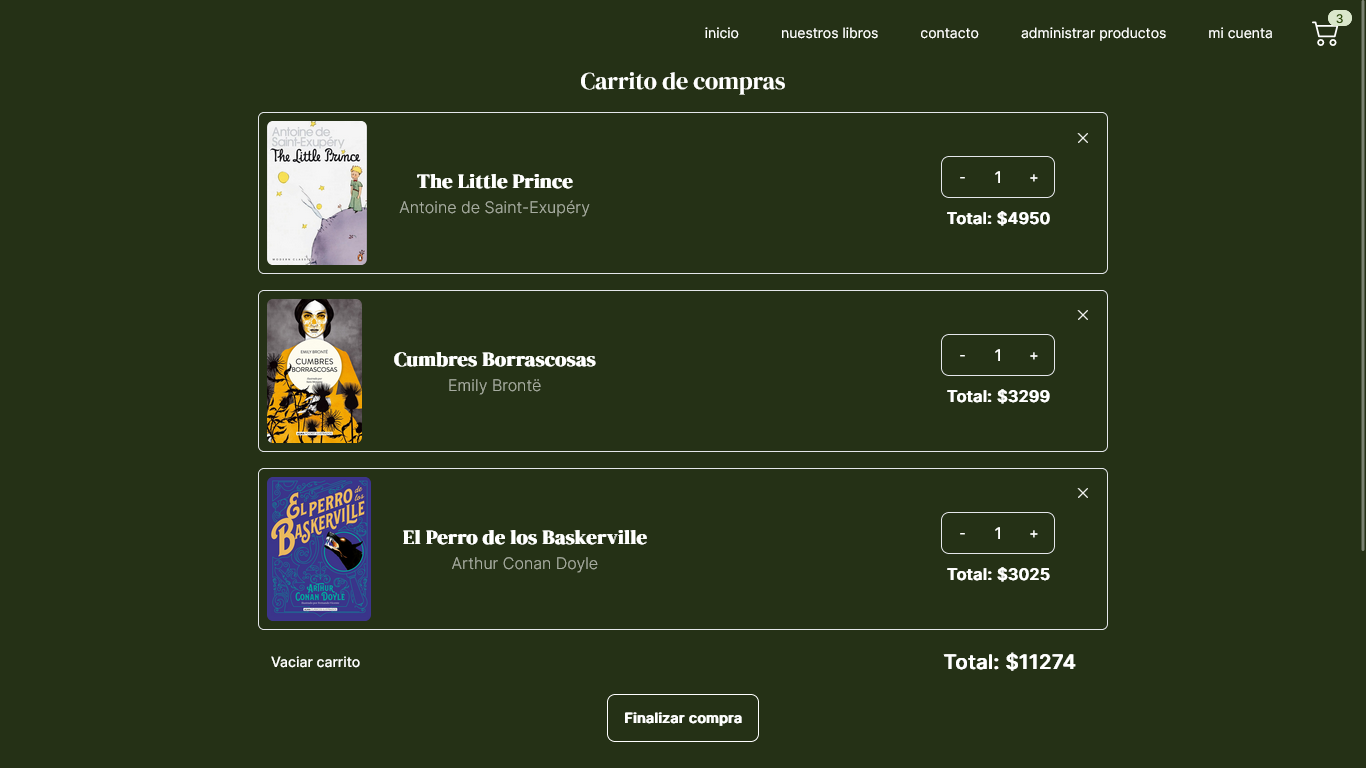 inicio nuestros libros contacto administrar productos mi cuenta 3
Carrito de compras
Antoine de
Saint-Exupéry
The Little Prince
The Little Prince
Antoine de Saint-Exupéry
- 1 +
Total: $4950
EMILY BRONTË
CUMBRES
BORRASCOSAS
Cumbres Borrascosas
Emily Brontë
- 1 +
Total: $3299
EL PERRO de los
BASKERVILLE
ARTHUR
CONAN DOYLE
El Perro de los Baskerville
Arthur Conan Doyle
- 1 +
Total: $3025
Vaciar carrito
Total: $11274
Finalizar compra